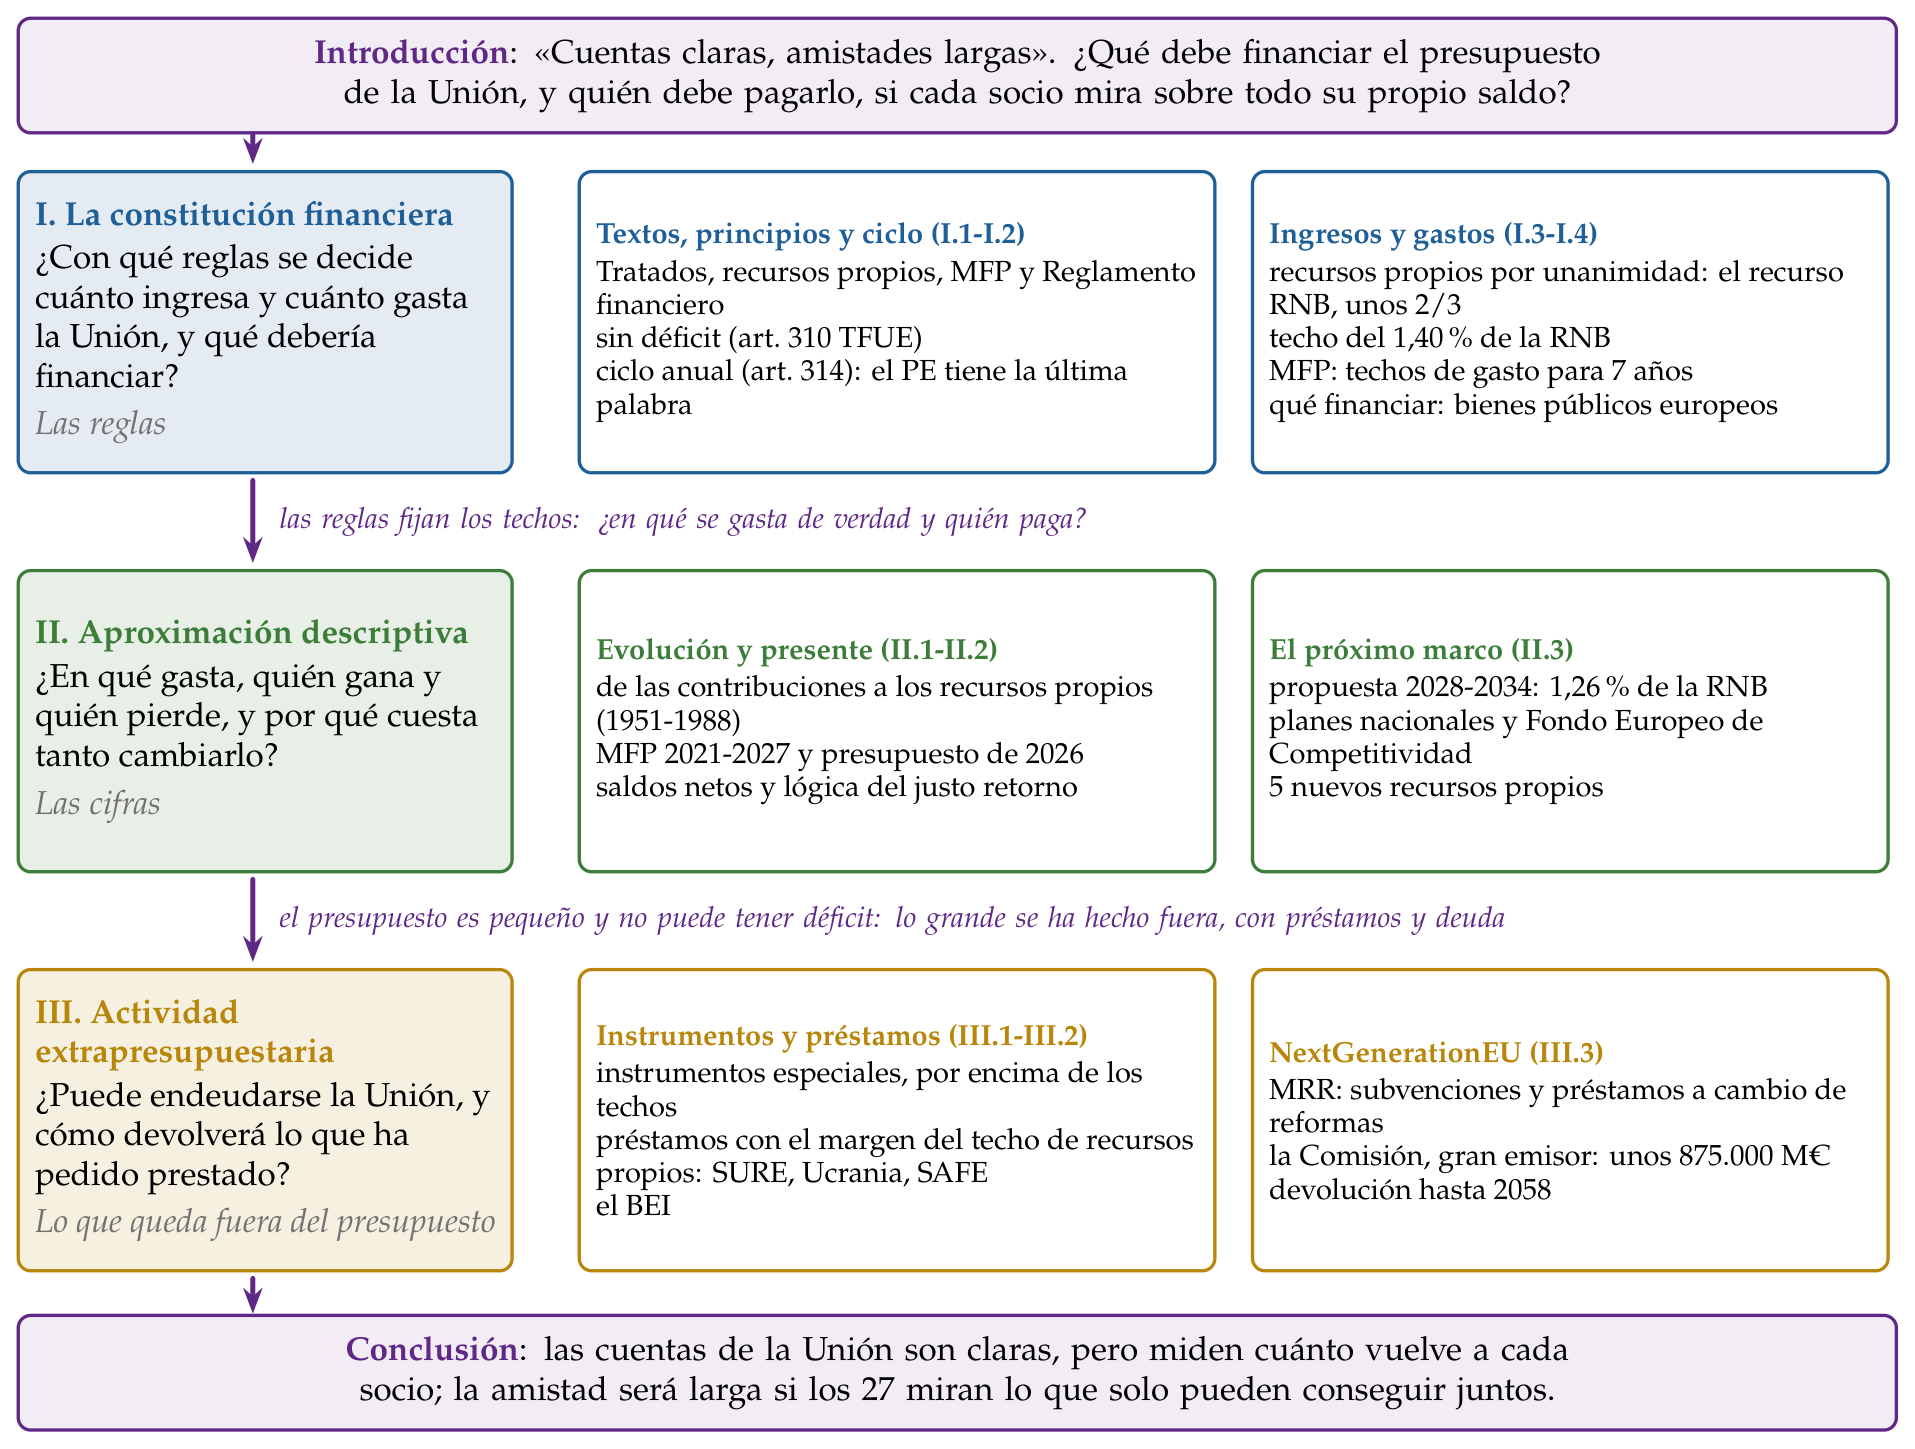 Introducción: «Cuentas claras, amistades largas». ¿Qué debe financiar el presupuesto
de la Unión, y quién debe pagarlo, si cada socio mira sobre todo su propio saldo?
I. La constitución financiera
¿Con qué reglas se decide
cuánto ingresa y cuánto gasta
la Unión, y qué debería
financiar?
Las reglas
Textos, principios y ciclo (I.1-I.2)
Tratados, recursos propios, MFP y Reglamento
financiero
sin déficit (art. 310 TFUE)
ciclo anual (art. 314): el PE tiene la última
palabra
Ingresos y gastos (I.3-I.4)
recursos propios por unanimidad: el recurso
RNB, unos 2/3
techo del 1,40 % de la RNB
MFP: techos de gasto para 7 años
qué financiar: bienes públicos europeos
las reglas fijan los techos: ¿en qué se gasta de verdad y quién paga?
II. Aproximación descriptiva
¿En qué gasta, quién gana y
quién pierde, y por qué cuesta
tanto cambiarlo?
Las cifras
Evolución y presente (II.1-II.2)
de las contribuciones a los recursos propios
(1951-1988)
MFP 2021-2027 y presupuesto de 2026
saldos netos y lógica del justo retorno
El próximo marco (II.3)
propuesta 2028-2034: 1,26 % de la RNB
planes nacionales y Fondo Europeo de
Competitividad
5 nuevos recursos propios
el presupuesto es pequeño y no puede tener déficit: lo grande se ha hecho fuera, con préstamos y deuda
III. Actividad
extrapresupuestaria
¿Puede endeudarse la Unión, y
cómo devolverá lo que ha
pedido prestado?
Lo que queda fuera del presupuesto
Instrumentos y préstamos (III.1-III.2)
instrumentos especiales, por encima de los
techos
préstamos con el margen del techo de recursos
propios: SURE, Ucrania, SAFE
el BEI
NextGenerationEU (III.3)
MRR: subvenciones y préstamos a cambio de
reformas
la Comisión, gran emisor: unos 875.000 M€
devolución hasta 2058
Conclusión: las cuentas de la Unión son claras, pero miden cuánto vuelve a cada
socio; la amistad será larga si los 27 miran lo que solo pueden conseguir juntos.